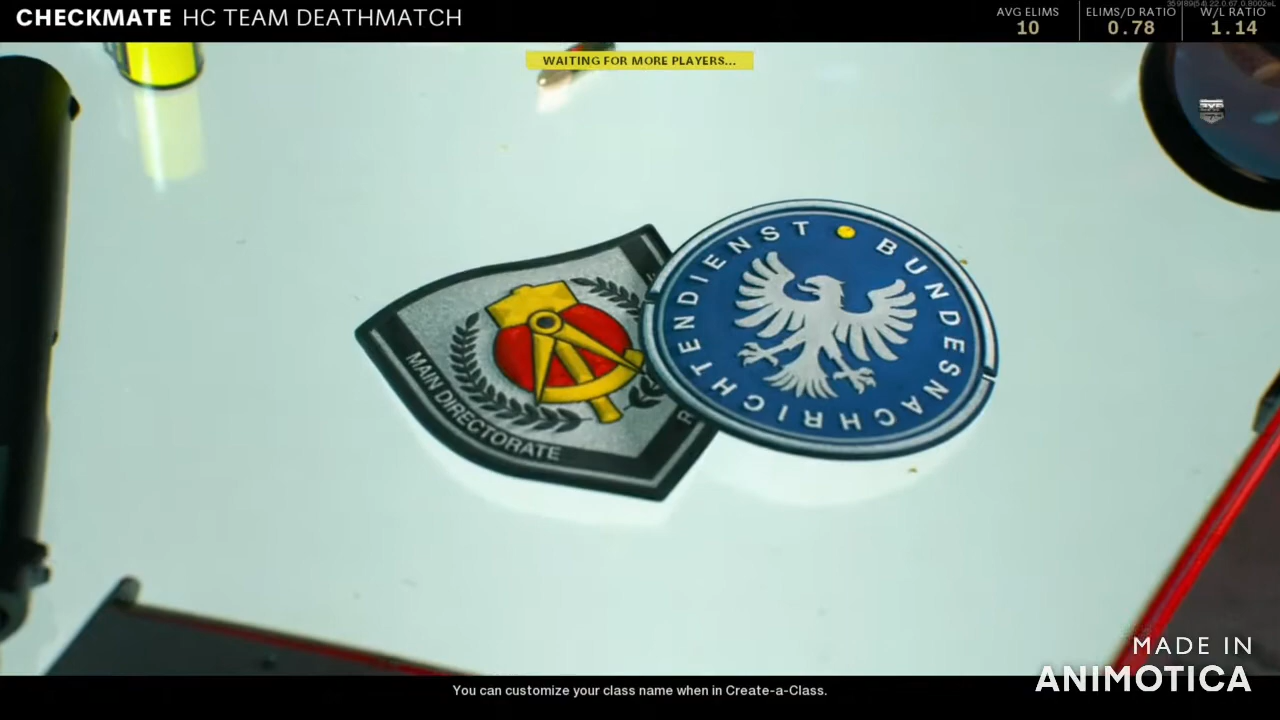 CHECKMATE HC TEAM DEATHMATCH
AVG ELIMS
10
ELIMS/D RATIO
0.78
W/L RATIO
1.14
WAITING FOR MORE PLAYERS...
BUNDESNACHRICHTENDIENST
MAIN DIRECTORATE
R
MADE IN
ANIMOTICA
You can customize your class name when in Create-a-Class.